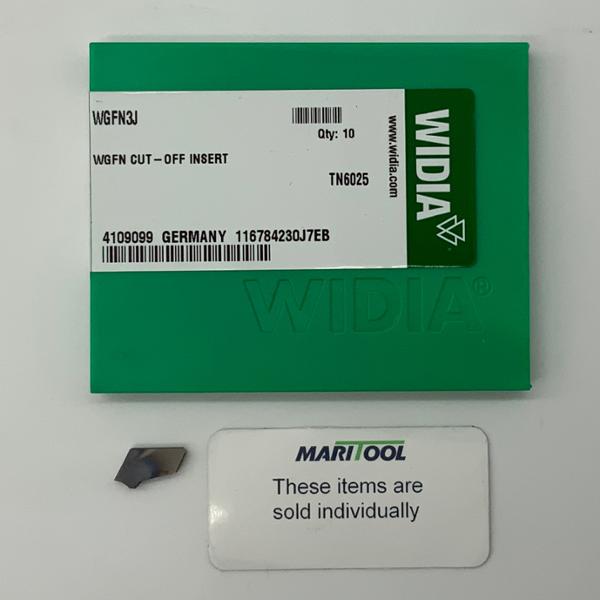 WGFN3J
Qty: 10
WGFN CUT-OFF INSERT
TN6025
4109099 GERMANY 116784230J7EB
www.widia.com
WIDIA
WIDIA®
MARITOOL
These items are
sold individually